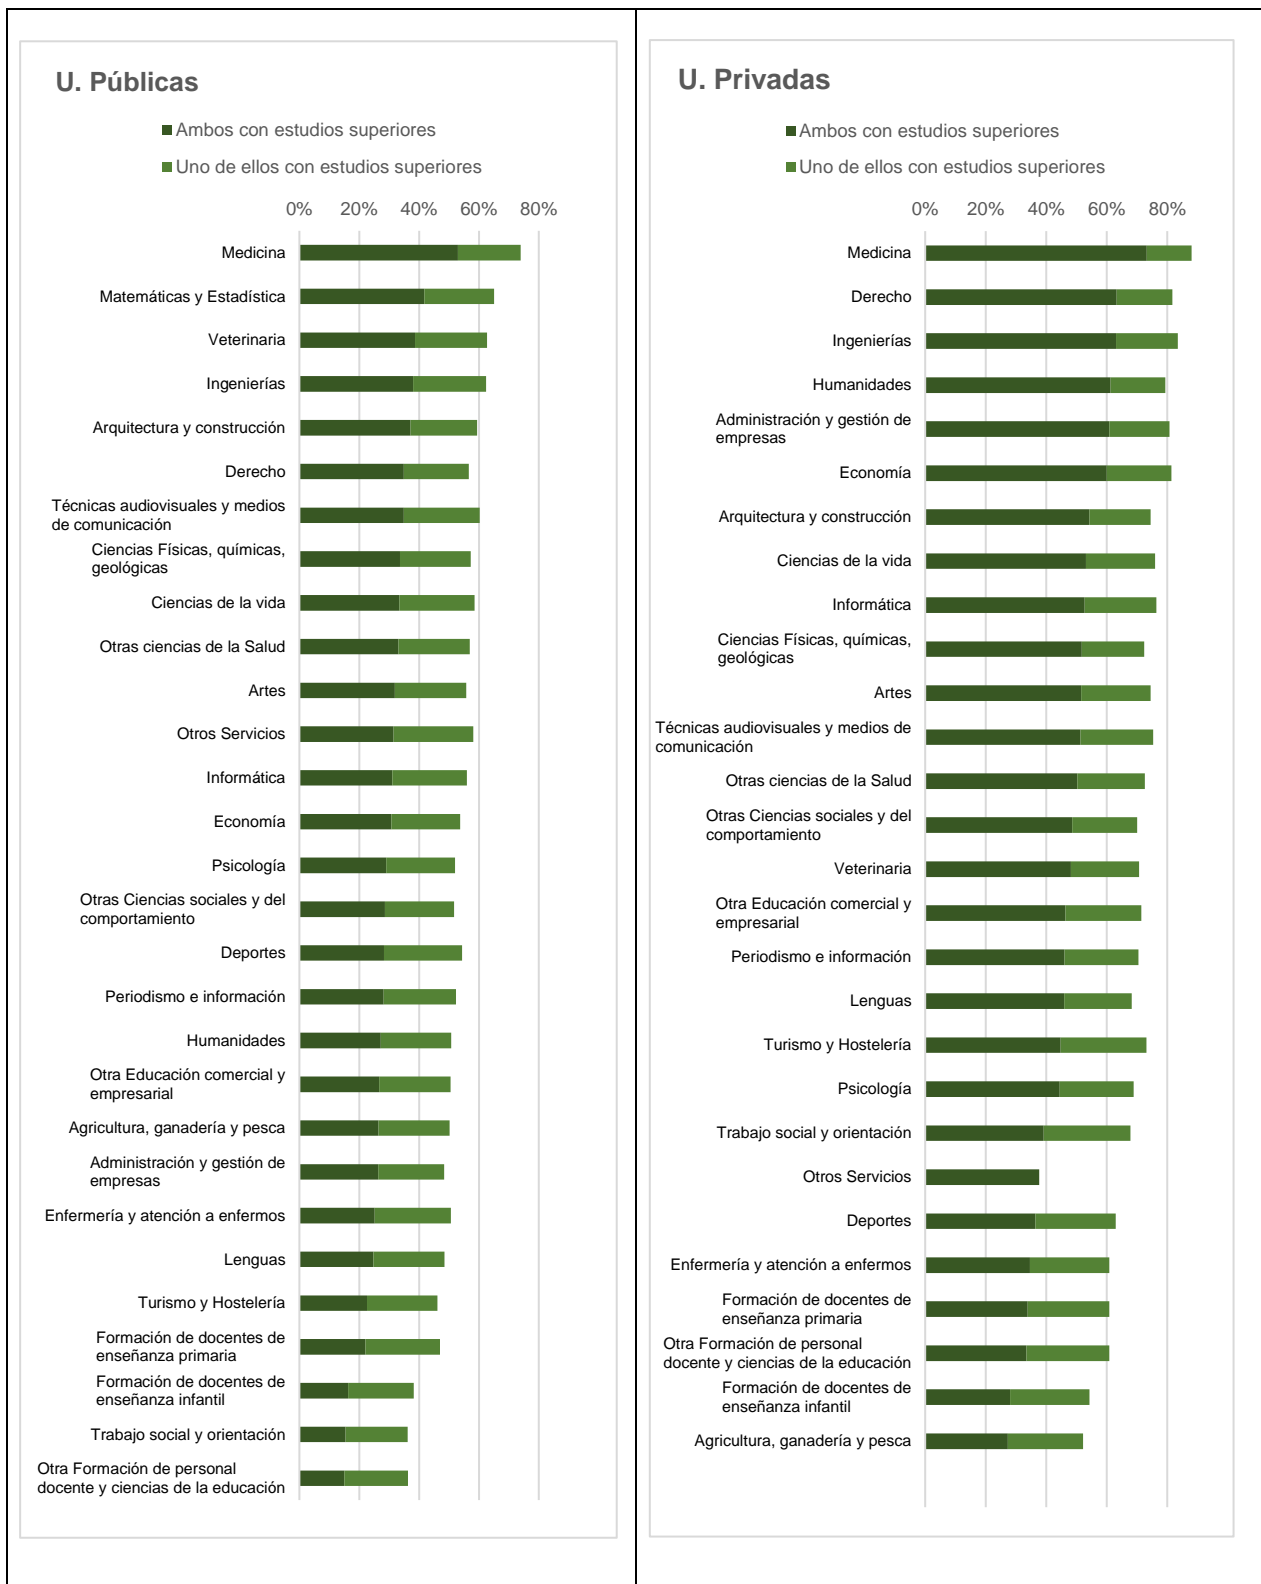 U. Públicas
Ambos con estudios superiores
Uno de ellos con estudios superiores
0% 20% 40% 60% 80%
Medicina
Matemáticas y Estadística
Veterinaria
Ingenierías
Arquitectura y construcción
Derecho
Técnicas audiovisuales y medios
de comunicación
Ciencias Físicas, químicas,
geológicas
Ciencias de la vida
Otras ciencias de la Salud
Artes
Otros Servicios
Informática
Economía
Psicología
Otras Ciencias sociales y del
comportamiento
Deportes
Periodismo e información
Humanidades
Otra Educación comercial y
empresarial
Agricultura, ganadería y pesca
Administración y gestión de
empresas
Enfermería y atención a enfermos
Lenguas
Turismo y Hostelería
Formación de docentes de
enseñanza primaria
Formación de docentes de
enseñanza infantil
Trabajo social y orientación
Otra Formación de personal
docente y ciencias de la educación
U. Privadas
Ambos con estudios superiores
Uno de ellos con estudios superiores
0% 20% 40% 60% 80%
Medicina
Derecho
Ingenierías
Humanidades
Administración y gestión de
empresas
Economía
Arquitectura y construcción
Ciencias de la vida
Informática
Ciencias Físicas, químicas,
geológicas
Artes
Técnicas audiovisuales y medios de
comunicación
Otras ciencias de la Salud
Otras Ciencias sociales y del
comportamiento
Veterinaria
Otra Educación comercial y
empresarial
Periodismo e información
Lenguas
Turismo y Hostelería
Psicología
Trabajo social y orientación
Otros Servicios
Deportes
Enfermería y atención a enfermos
Formación de docentes de
enseñanza primaria
Otra Formación de personal
docente y ciencias de la educación
Formación de docentes de
enseñanza infantil
Agricultura, ganadería y pesca